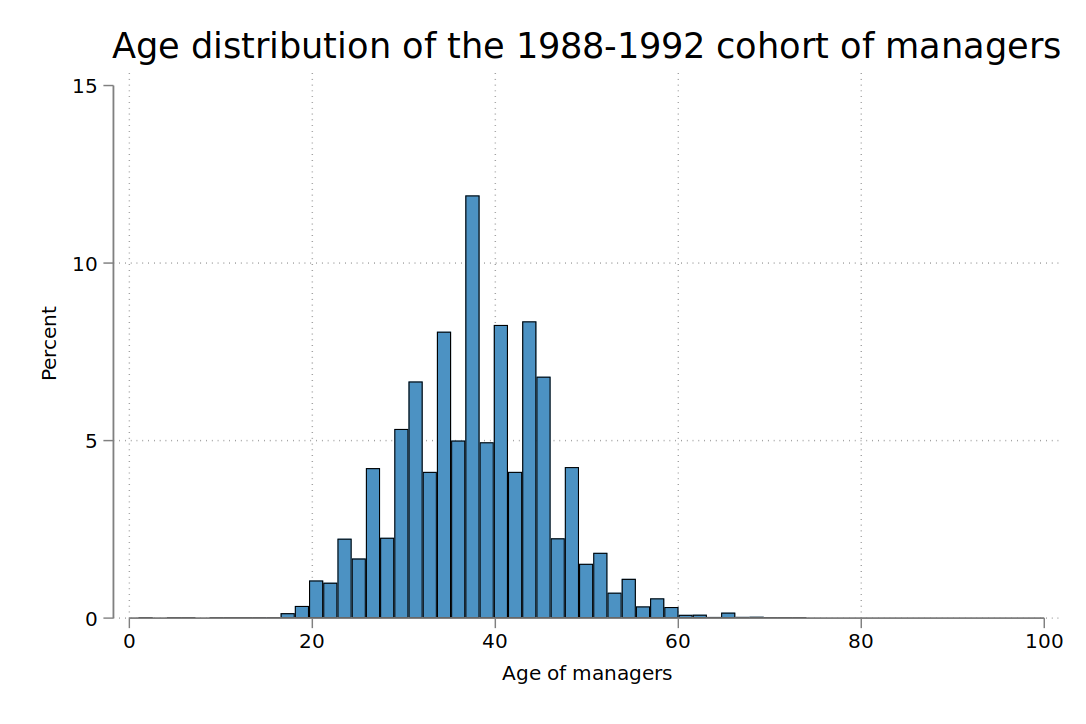 Age distribution of the 1988-1992 cohort of managers
15
10
5
0
Percent
0 20 40 60 80 100
Age of managers